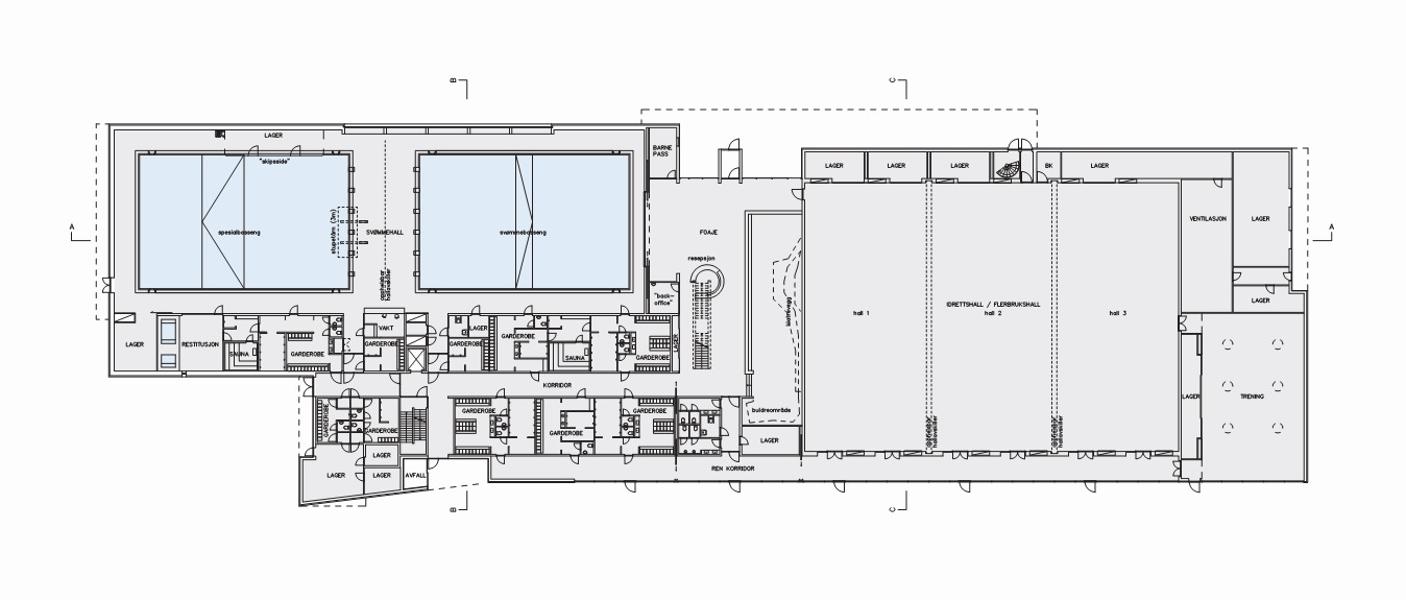 B
C
LAGER
"skipsside"
BARNE
PASS
LAGER
LAGER
LAGER
BK
LAGER
A
spesialbasseng
stupetårn (3m)
SVØMMEHALL
svømmebasseng
FOAJE
VENTILASJON
LAGER
A
resepsjon
"back-
office"
klatrevegg
IDRETTSHALL / FLERBRUKSHALL
hall 1
hall 2
hall 3
LAGER
LAGER
RESTITUSJON
SAUNA
GARDEROBE
VAKT
GARDEROBE
LAGER
GARDEROBE
GARDEROBE
SAUNA
GARDEROBE
LAGER
KORRIDOR
GARDEROBE
GARDEROBE
GARDEROBE
GARDEROBE
GARDEROBE
buldreområde
LAGER
LAGER
TRENING
LAGER
LAGER
LAGER
AVFALL
REN KORRIDOR
B
C